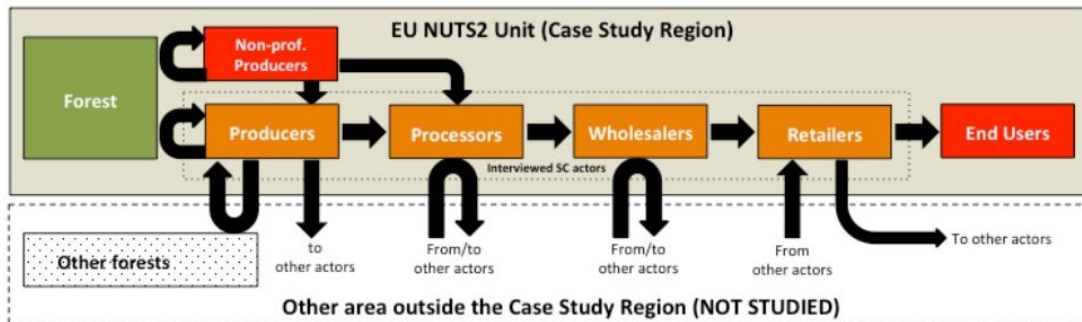 EU NUTS2 Unit (Case Study Region)
Non-prof.
Producers
Forest
Producers
Processors
Wholesalers
Retailers
End Users
Interviewed SC actors
Other forests
to
other actors
From/to
other actors
From/to
other actors
From
other actors
To other actors
Other area outside the Case Study Region (NOT STUDIED)